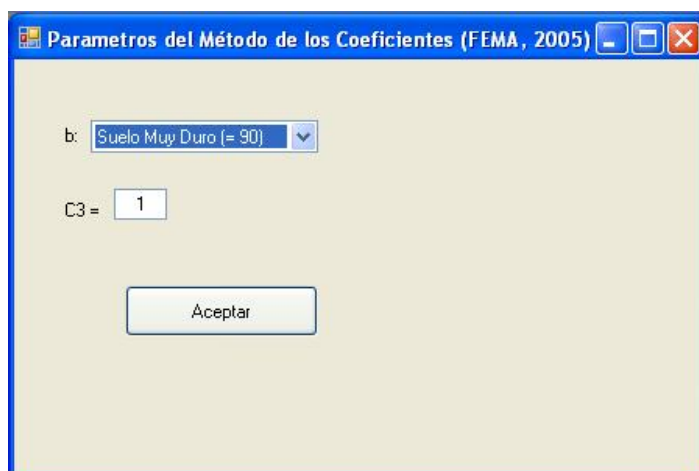 Parametros del Método de los Coeficientes (FEMA, 2005)
b: Suelo Muy Duro (= 90)
C3 = 1
Aceptar